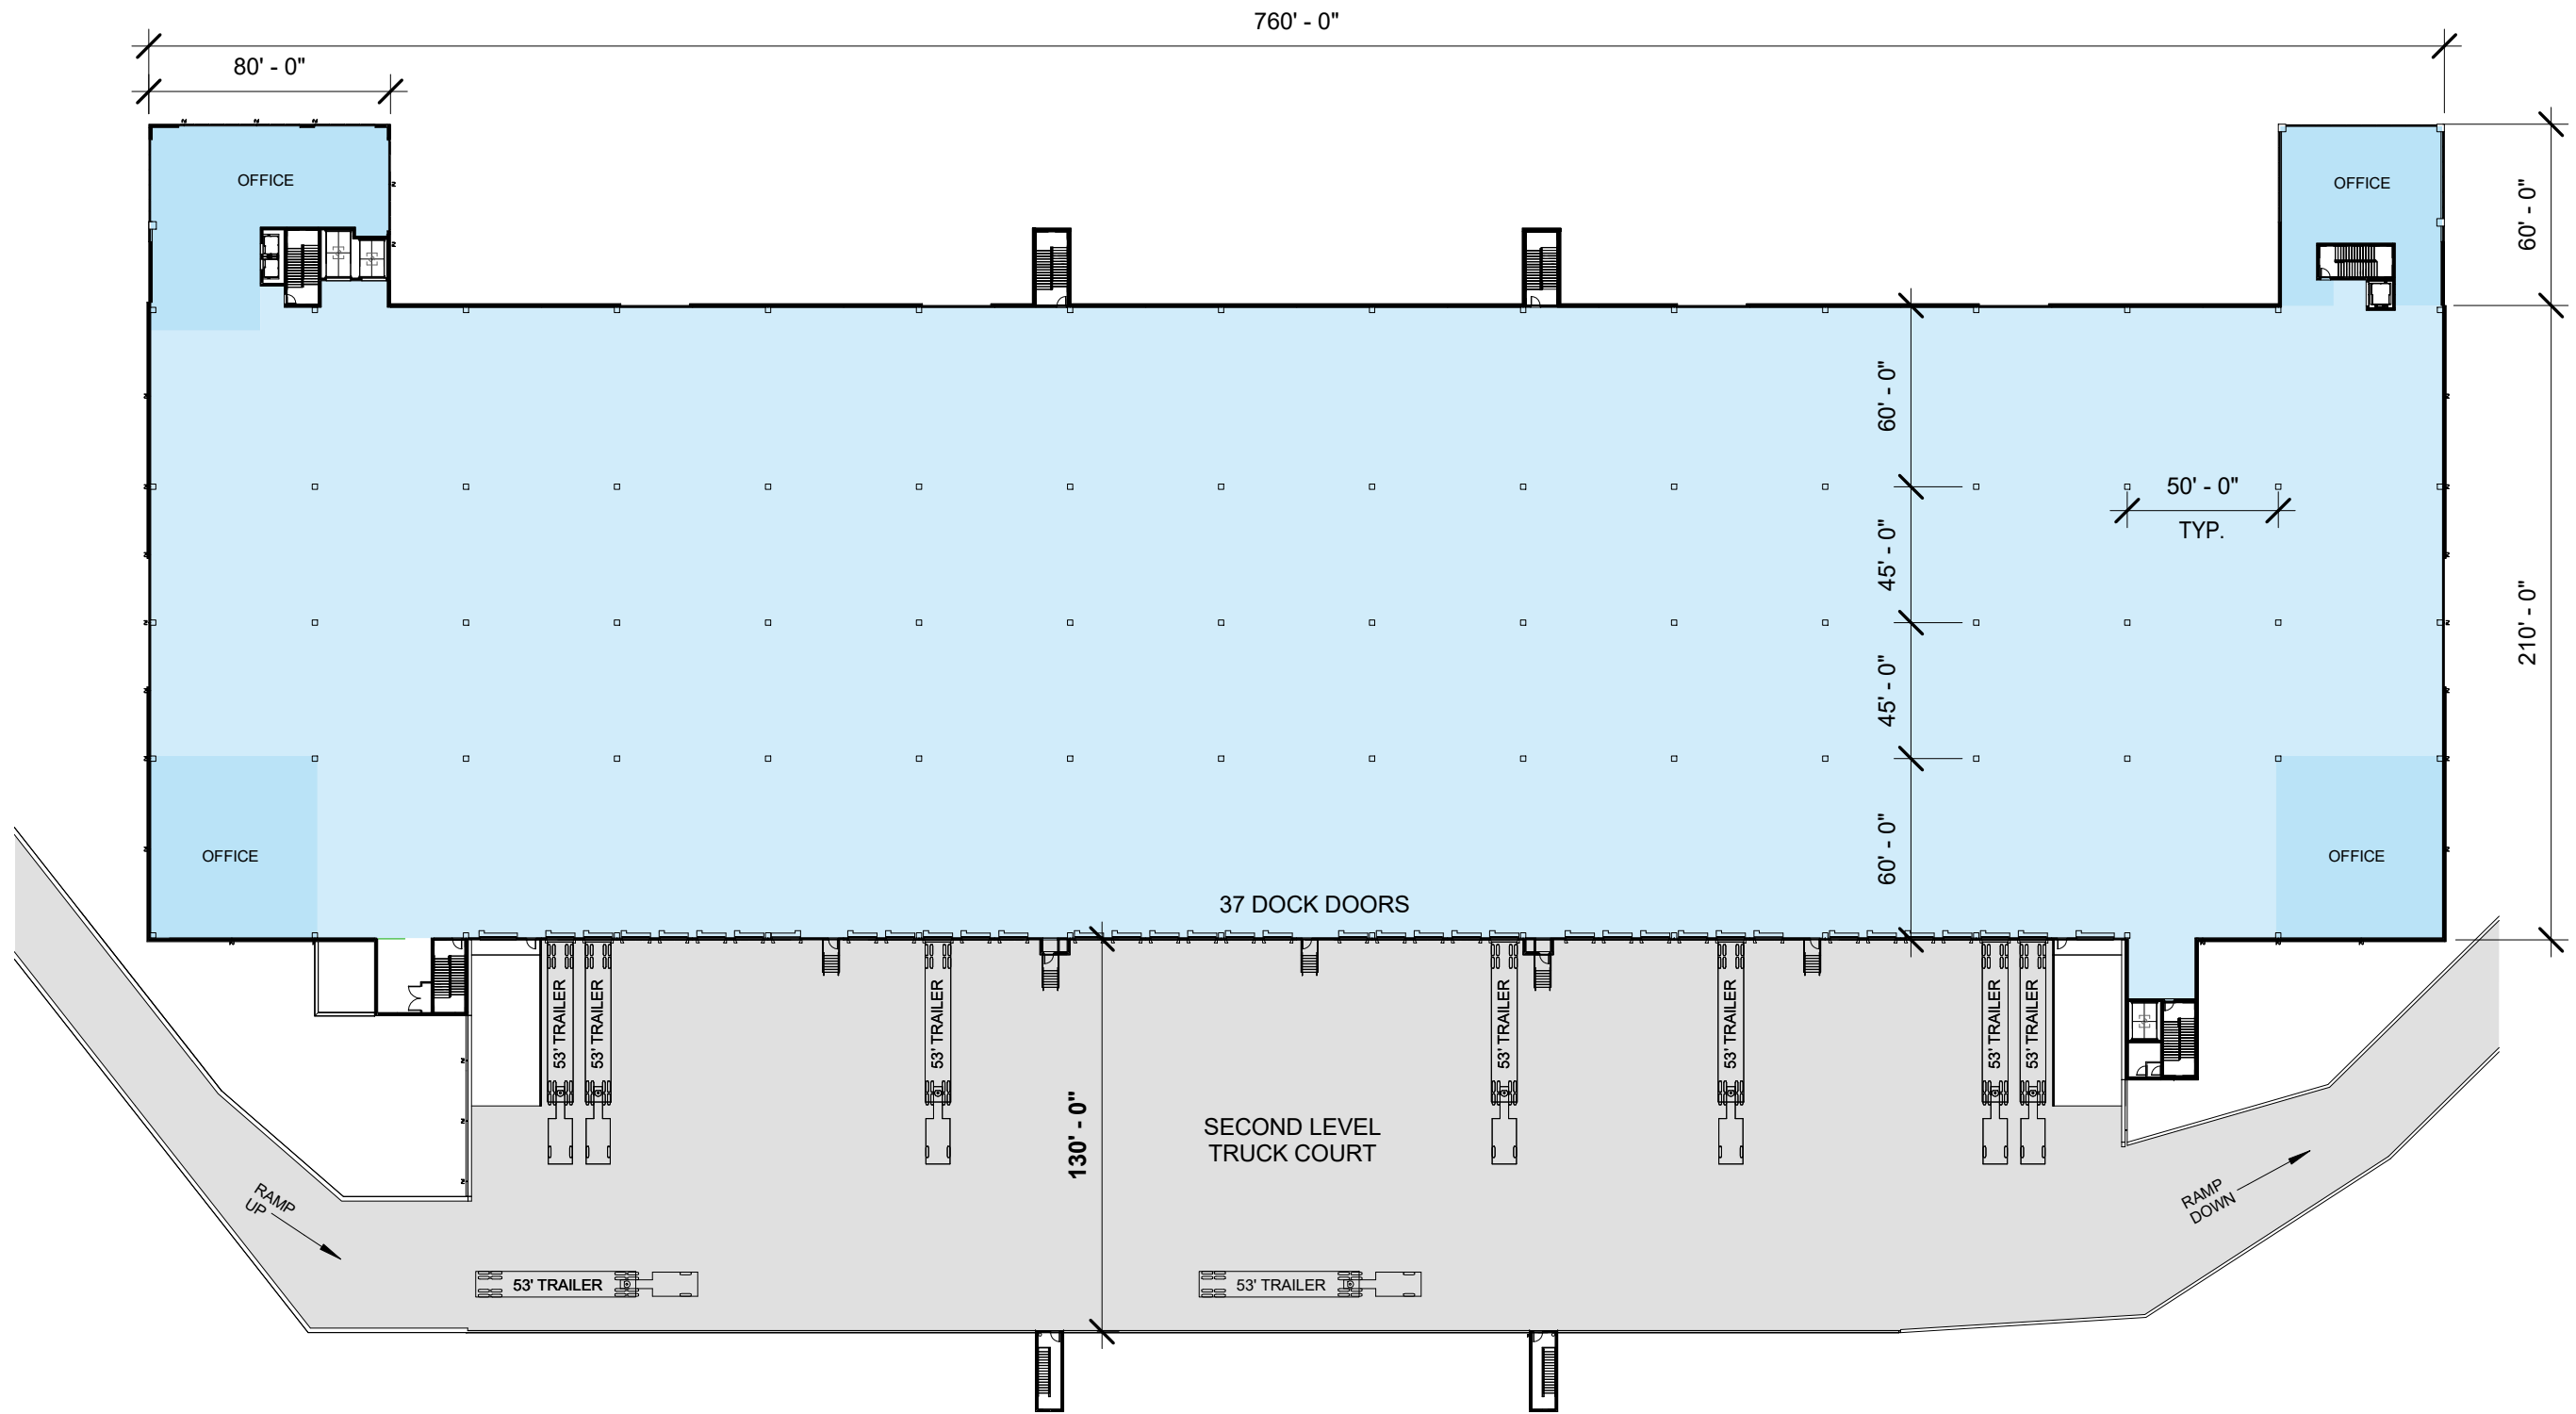 760' - 0"
80' - 0"
OFFICE
OFFICE
60' - 0"
60' - 0"
50' - 0"
TYP.
45' - 0"
210' - 0"
45' - 0"
60' - 0"
OFFICE
OFFICE
37 DOCK DOORS
53' TRAILER
53' TRAILER
53' TRAILER
53' TRAILER
53' TRAILER
53' TRAILER
53' TRAILER
130' - 0"
SECOND LEVEL
TRUCK COURT
RAMP
UP
RAMP
DOWN
53' TRAILER
53' TRAILER